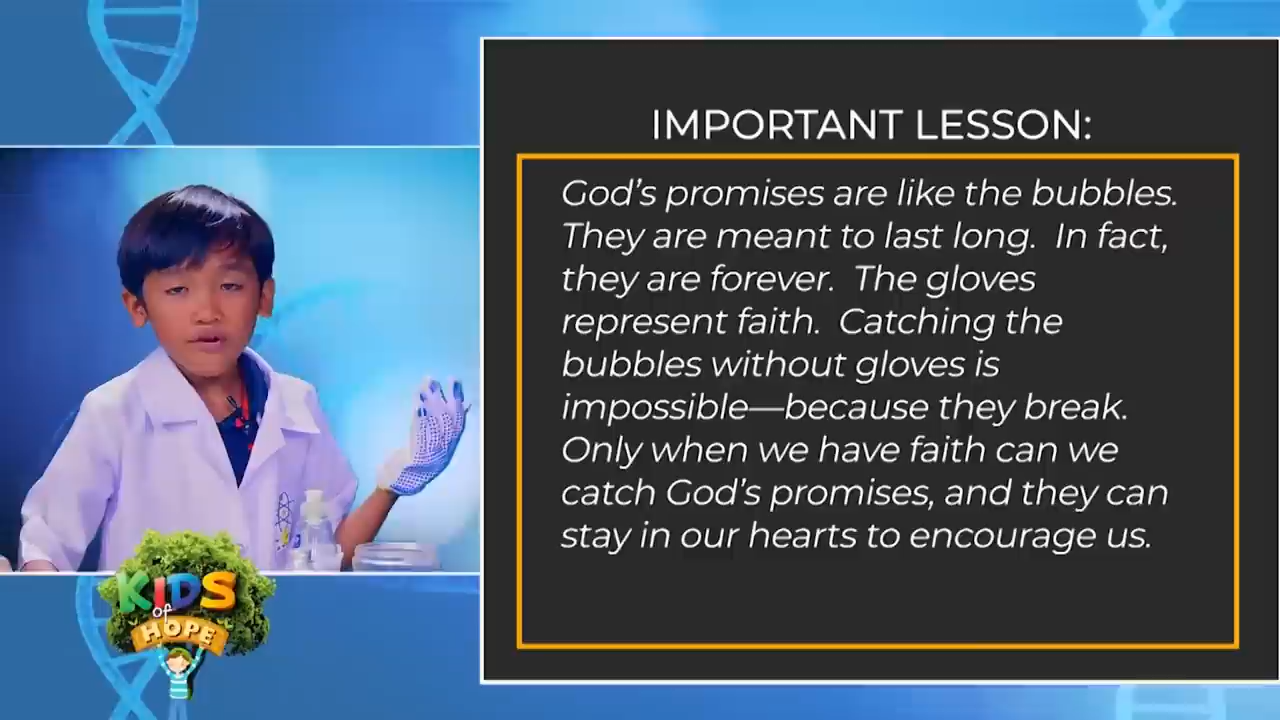 IMPORTANT LESSON:
God's promises are like the bubbles.
They are meant to last long.  In fact,
they are forever.  The gloves
represent faith.  Catching the
bubbles without gloves is
impossible—because they break.
Only when we have faith can we
catch God's promises, and they can
stay in our hearts to encourage us.
KIDS
of
HOPE